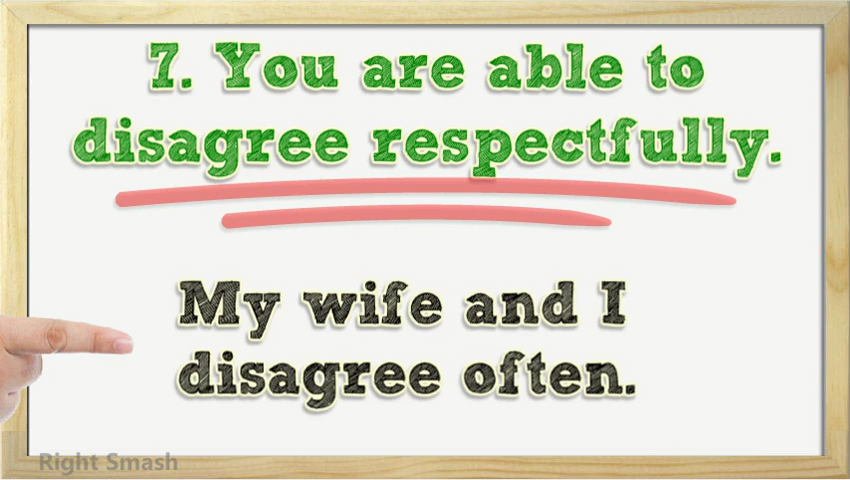 7. You are able to
disagree respectfully.
My wife and I
disagree often.
Right Smash